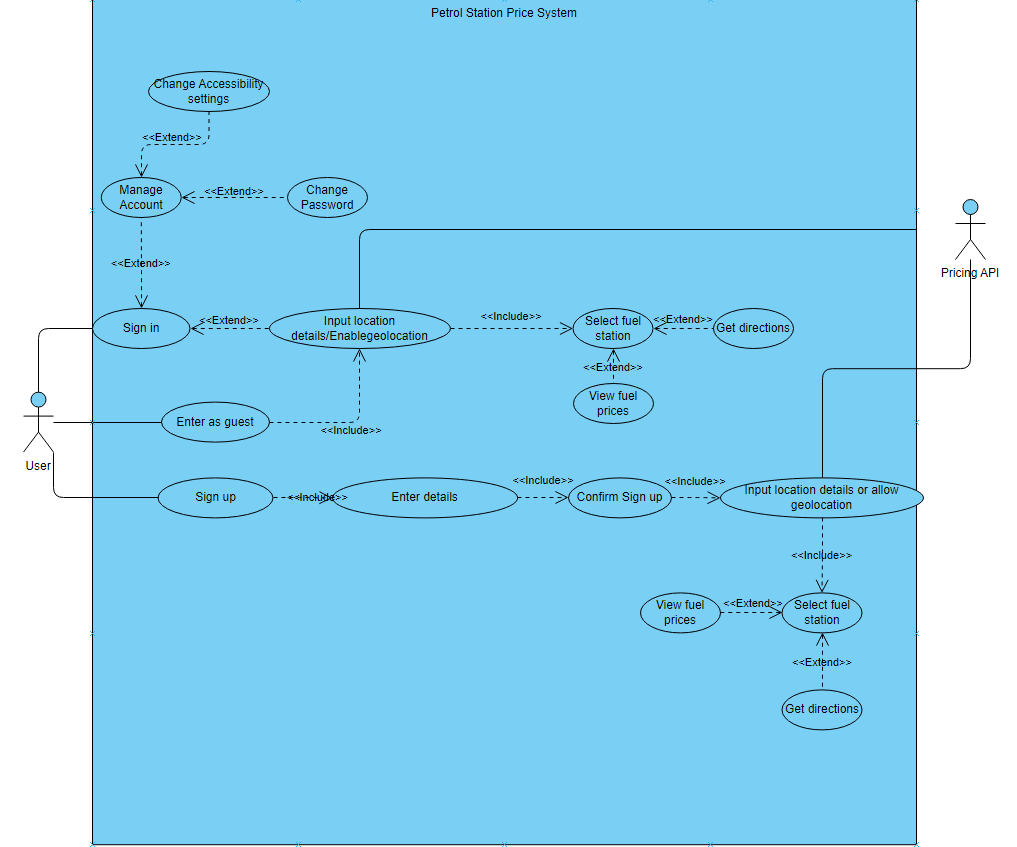 Petrol Station Price System
Change Accessibility
settings
<<Extend>>
Manage
Account
<<Extend>>
Change
Password
<<Extend>>
Pricing API
Sign in
<<Extend>>
Input location
details/Enablegeolocation
<<Include>>
Select fuel
station
<<Extend>>
Get directions
<<Extend>>
View fuel
prices
Enter as guest
<<Include>>
User
Sign up
<<Include>>
Enter details
<<Include>>
Confirm Sign up
<<Include>>
Input location details or allow
geolocation
<<Include>>
View fuel
prices
<<Extend>>
Select fuel
station
<<Extend>>
Get directions